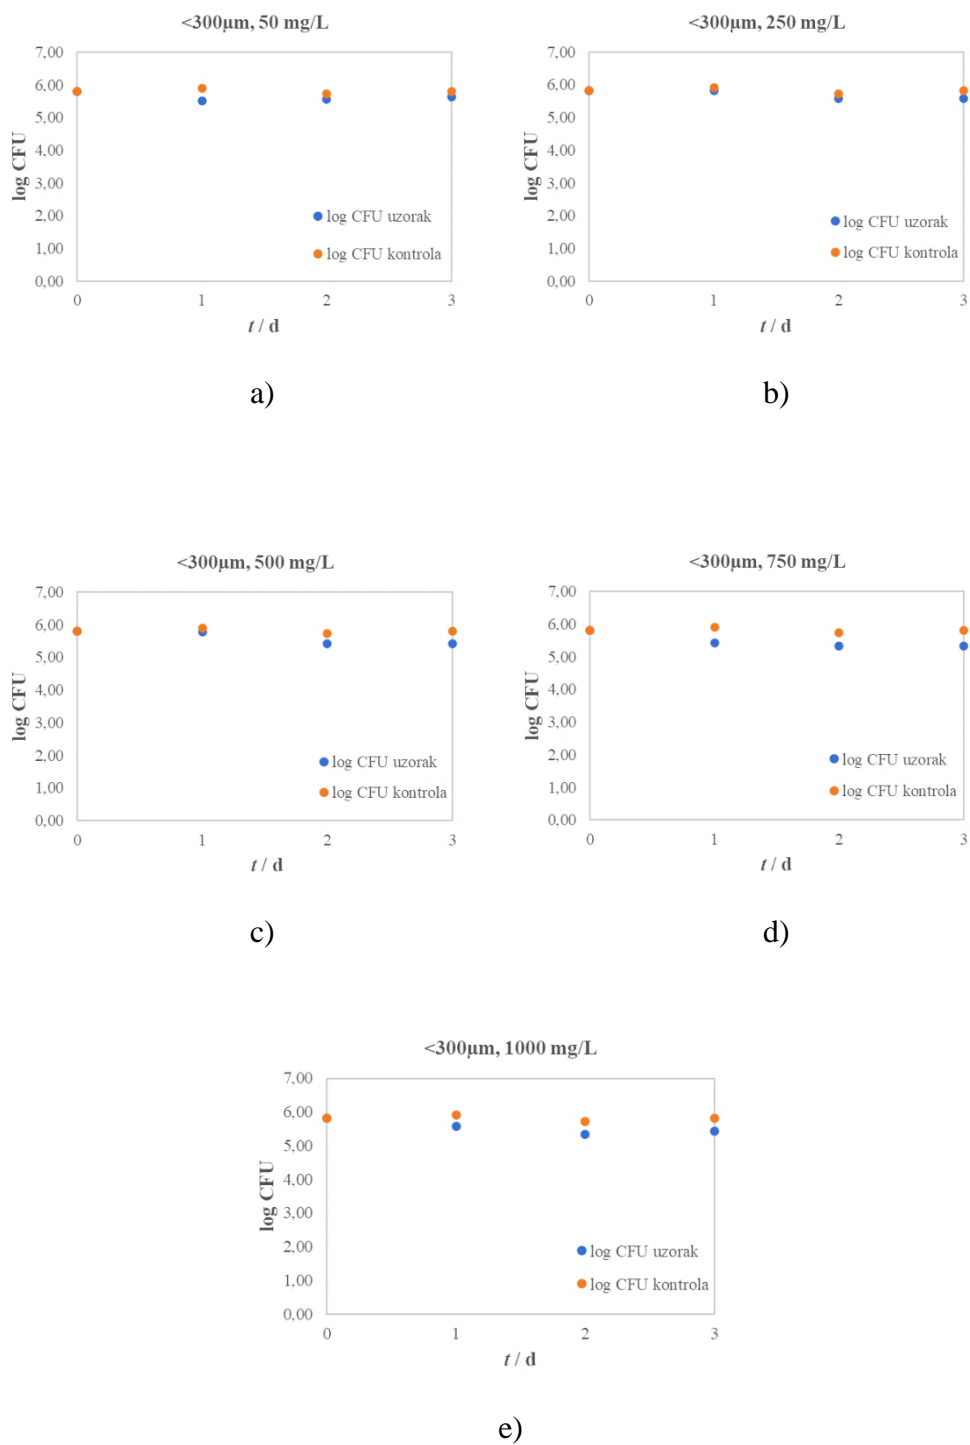 <300μm, 50 mg/L
7,00
6,00
5,00
4,00
3,00
2,00
1,00
0,00
log CFU
log CFU uzorak
log CFU kontrola
0 1 2 3
t / d
a)
<300μm, 250 mg/L
7,00
6,00
5,00
4,00
3,00
2,00
1,00
0,00
log CFU
log CFU uzorak
log CFU kontrola
0 1 2 3
t / d
b)
<300μm, 500 mg/L
7,00
6,00
5,00
4,00
3,00
2,00
1,00
0,00
log CFU
log CFU uzorak
log CFU kontrola
0 1 2 3
t / d
c)
<300μm, 750 mg/L
7,00
6,00
5,00
4,00
3,00
2,00
1,00
0,00
log CFU
log CFU uzorak
log CFU kontrola
0 1 2 3
t / d
d)
<300μm, 1000 mg/L
7,00
6,00
5,00
4,00
3,00
2,00
1,00
0,00
log CFU
log CFU uzorak
log CFU kontrola
0 1 2 3
t / d
e)